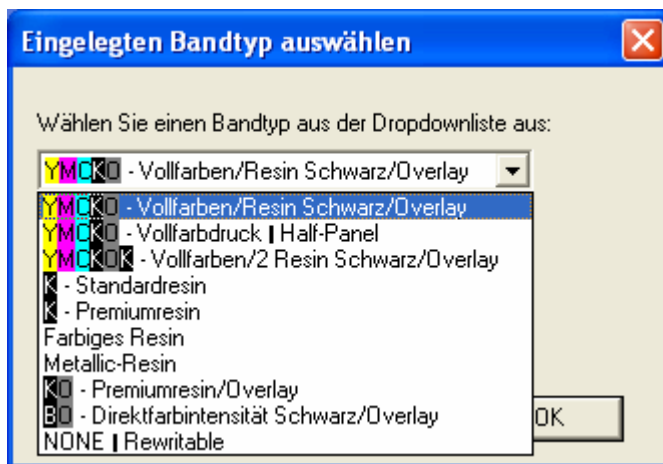 Eingelegten Bandtyp auswählen
Wählen Sie einen Bandtyp aus der Dropdownliste aus:
YMCKO - Vollfarben/Resin Schwarz/Overlay
YMCKO - Vollfarben/Resin Schwarz/Overlay
YMCKO - Vollfarbdruck | Half-Panel
YMCKOK - Vollfarben/2 Resin Schwarz/Overlay
K - Standardresin
K - Premiumresin
Farbiges Resin
Metallic-Resin
KO - Premiumresin/Overlay
BO - Direktfarbintensität Schwarz/Overlay
NONE | Rewritable
OK